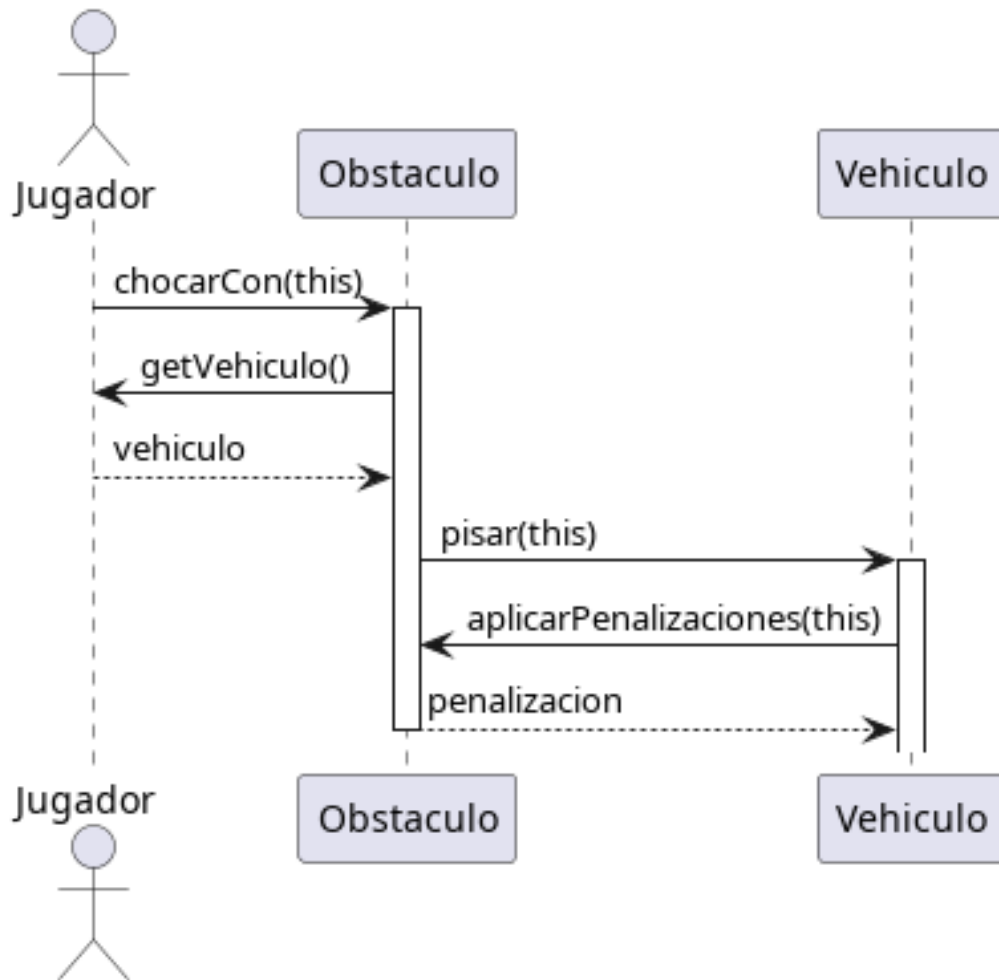 Jugador
Obstaculo
Vehiculo
chocarCon(this)
getVehiculo()
vehiculo
pisar(this)
aplicarPenalizaciones(this)
penalizacion
Jugador
Obstaculo
Vehiculo